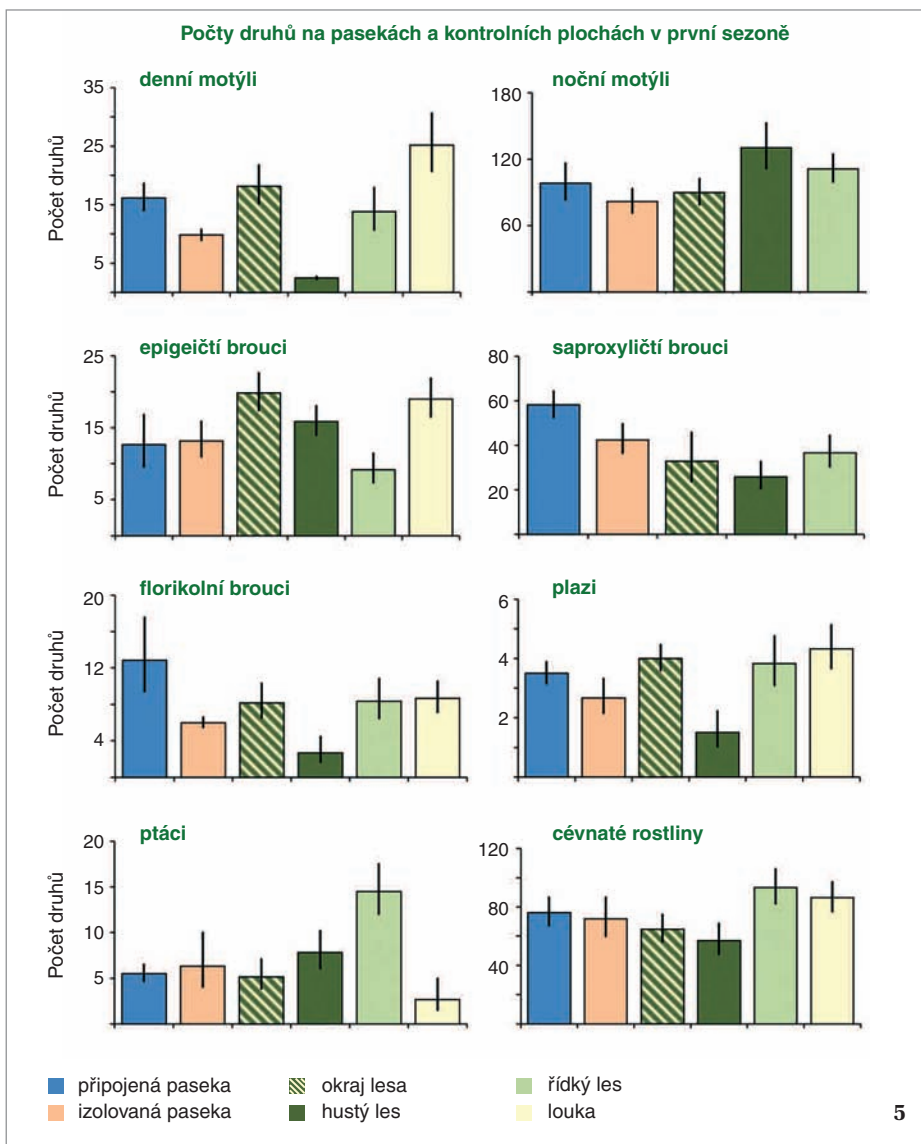 Počty druhů na pasekách a kontrolních plochách v první sezoně
denní motýli
35
25
15
5
Počet druhů
noční motýli
180
120
60
epigeičtí brouci
25
15
5
Počet druhů
saproxyličtí brouci
80
60
40
20
florikolní brouci
20
12
4
Počet druhů
plazi
6
4
2
ptáci
20
15
10
5
Počet druhů
cévnaté rostliny
120
80
40
připojená paseka
okraj lesa
řídký les
izolovaná paseka
hustý les
louka
5